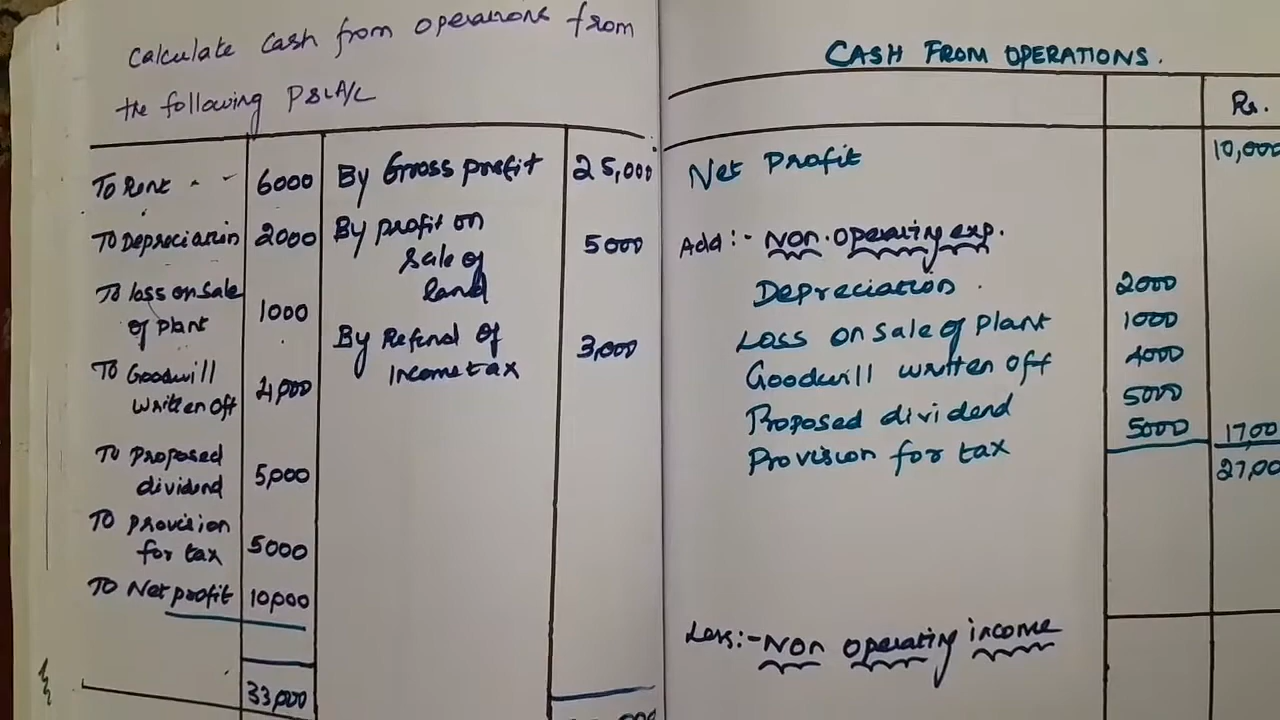 Calculate Cash from operations from
the following P&L A/C
To Rent - - 6000 By Gross profit 25,000
To Depreciation 2000 By profit on
sale of
land 5000
To loss on sale
of plant 1000
By Refend of
income tax 3,000
To Goodwill
written off 4,000
To Proposed
dividend 5,000
To provision
for tax 5000
To Net profit 10,000
33,000
CASH FROM OPERATIONS.
Rs.
Net Profit 10,000
Add:- Non.operating exp.
Depreciation . 2000
Loss on sale of plant 1000
Goodwill written off 4000
Proposed dividend 5000
Provision for tax 5000 1700
27,00
Less:- Non operating income